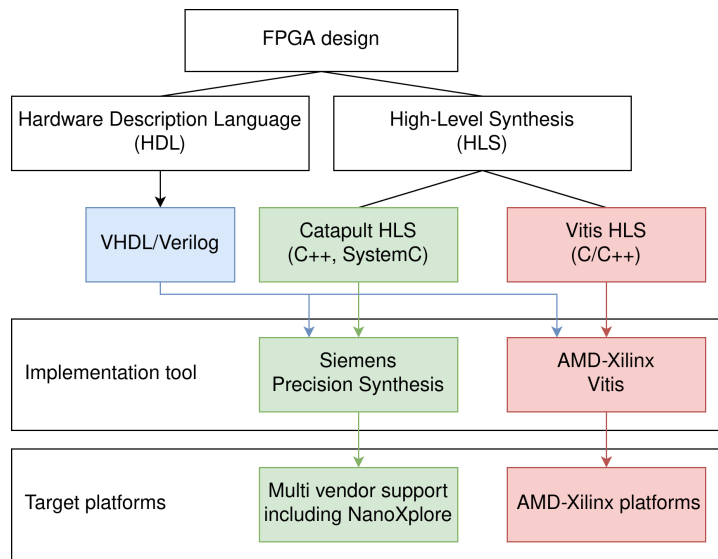 FPGA design
Hardware Description Language
(HDL)
High-Level Synthesis
(HLS)
VHDL/Verilog
Catapult HLS
(C++, SystemC)
Vitis HLS
(C/C++)
Implementation tool
Siemens
Precision Synthesis
AMD-Xilinx
Vitis
Target platforms
Multi vendor support
including NanoXplore
AMD-Xilinx platforms